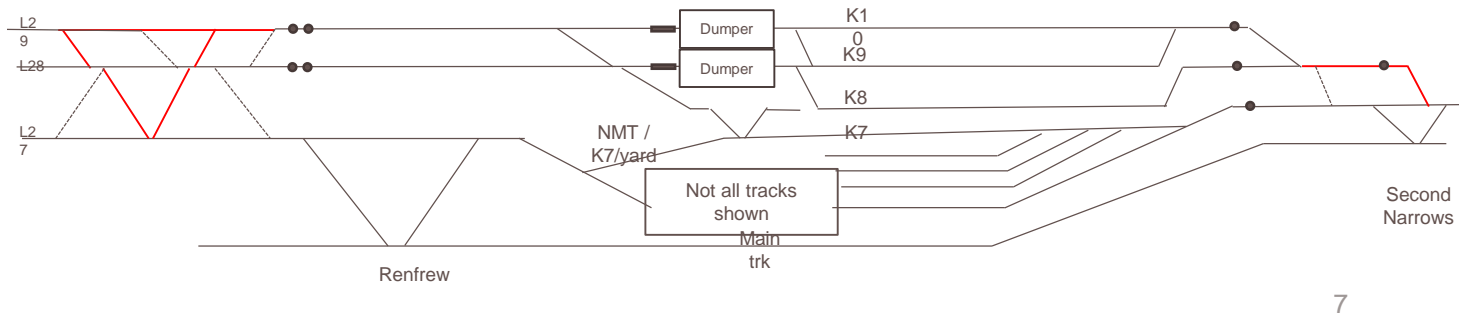 L2
9
L28
L2
7
Dumper
Dumper
K1
0
K9
K8
K7
NMT /
K7/yard
Not all tracks
shown
Main
trk
Renfrew
Second
Narrows
7